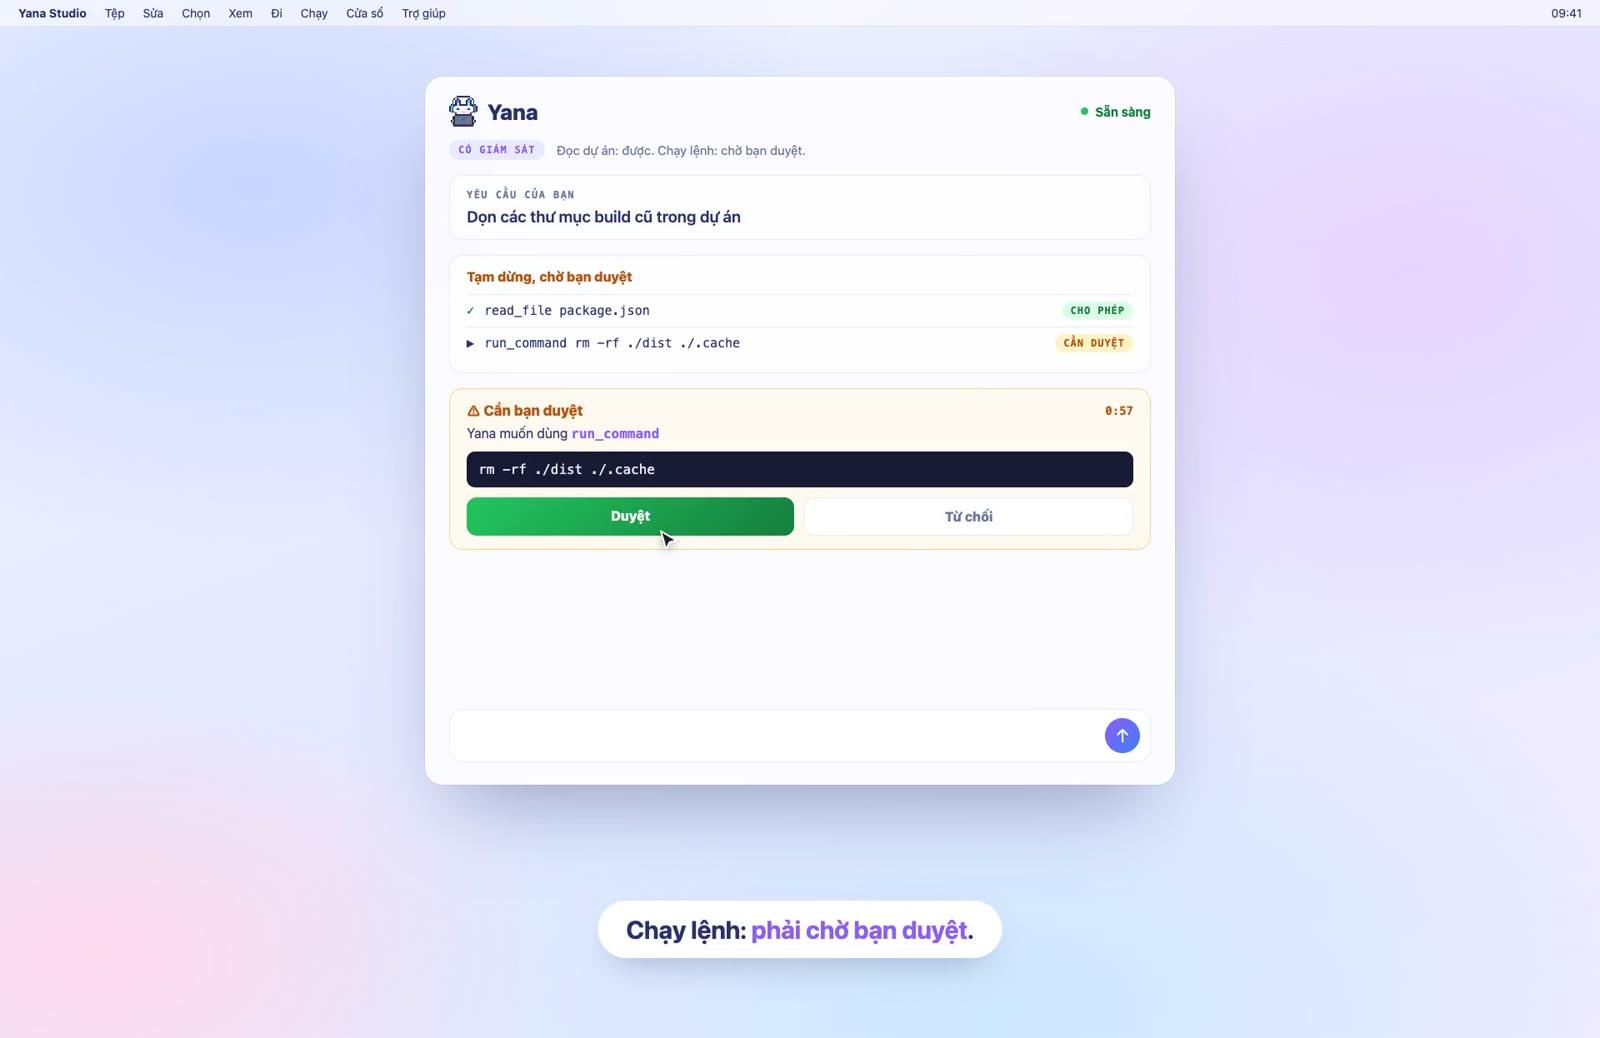 Yana Studio Tệp Sửa Chọn Xem Đi Chạy Cửa sổ Trợ giúp 09:41
Yana
Sẵn sàng
CÓ GIÁM SÁT Đọc dự án: được. Chạy lệnh: chờ bạn duyệt.
YÊU CẦU CỦA BẠN
Dọn các thư mục build cũ trong dự án
Tạm dừng, chờ bạn duyệt
✓ read_file package.json CHO PHÉP
▶ run_command rm -rf ./dist ./.cache CẦN DUYỆT
⚠ Cần bạn duyệt 0:57
Yana muốn dùng run_command
rm -rf ./dist ./.cache
Duyệt Từ chối
Chạy lệnh: phải chờ bạn duyệt.